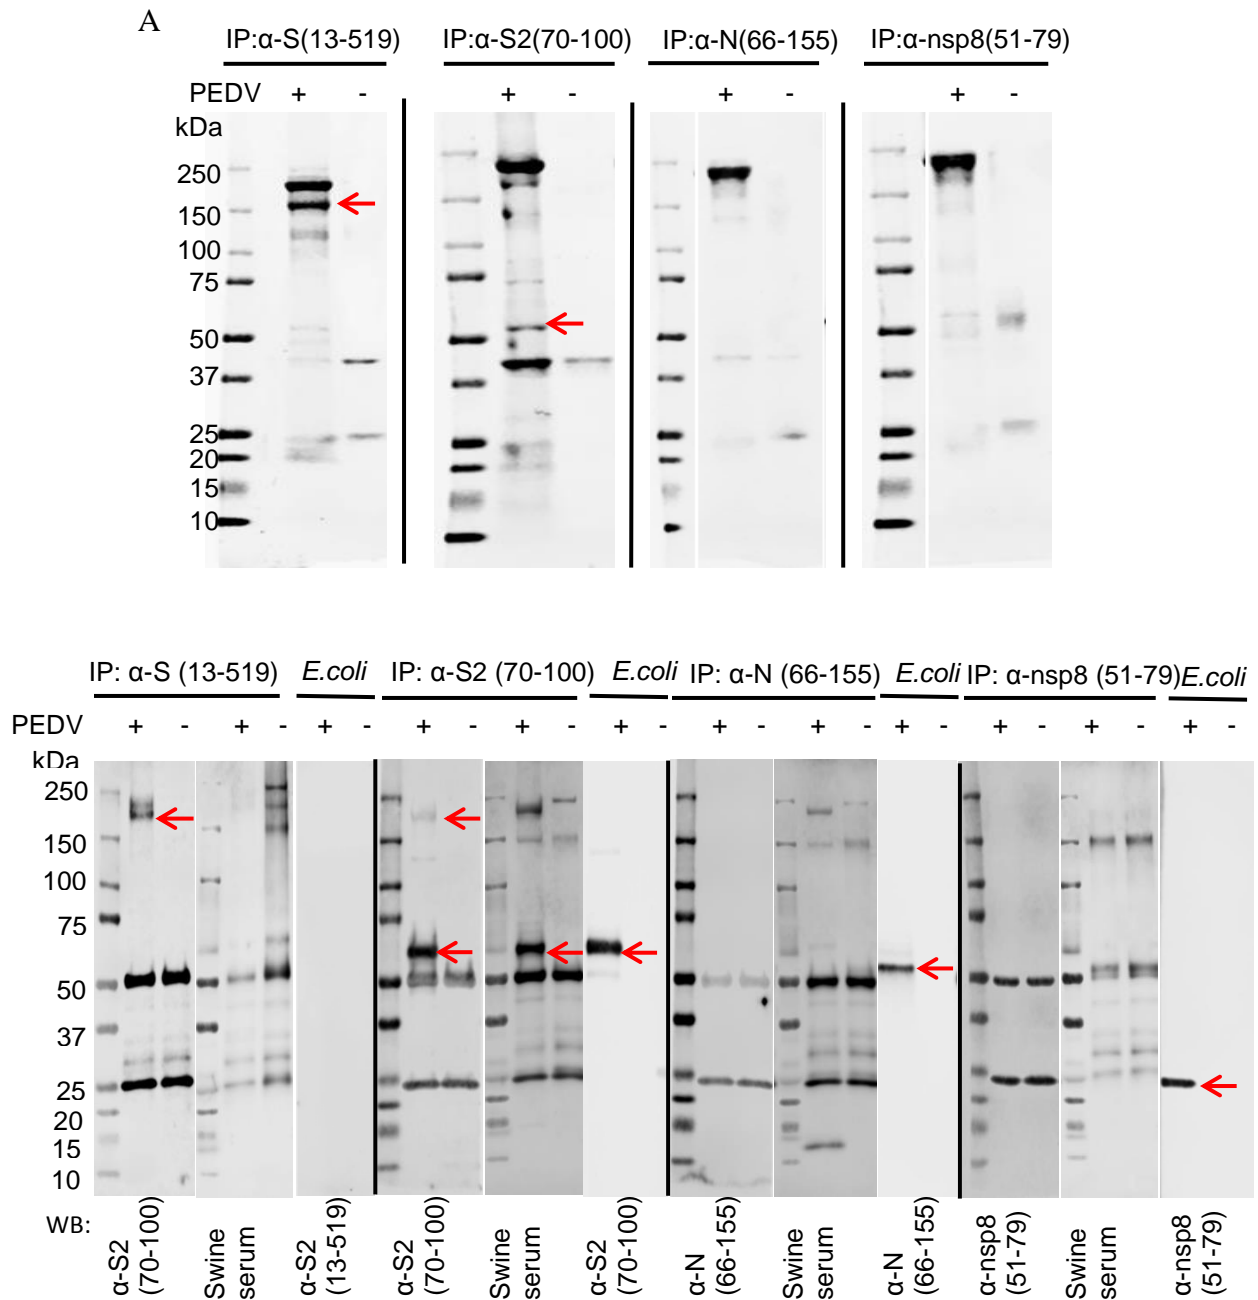 A
IP:α-S(13-519) IP:α-S2(70-100) IP:α-N(66-155) IP:α-nsp8(51-79)
PEDV + - + - + - + -
kDa
250
150
100
75
50
37
25
20
15
10
IP: α-S (13-519) E.coli IP: α-S2 (70-100) E.coli IP: α-N (66-155) E.coli IP: α-nsp8 (51-79) E.coli
PEDV + - + - + - + - + - + - + - + - + - + - + - + -
kDa
250
150
100
75
50
37
25
20
15
10
WB:
α-S2
(70-100)
Swine
serum
α-S2
(13-519)
α-S2
(70-100)
Swine
serum
α-S2
(70-100)
α-N
(66-155)
Swine
serum
α-N
(66-155)
α-nsp8
(51-79)
Swine
serum
α-nsp8
(51-79)